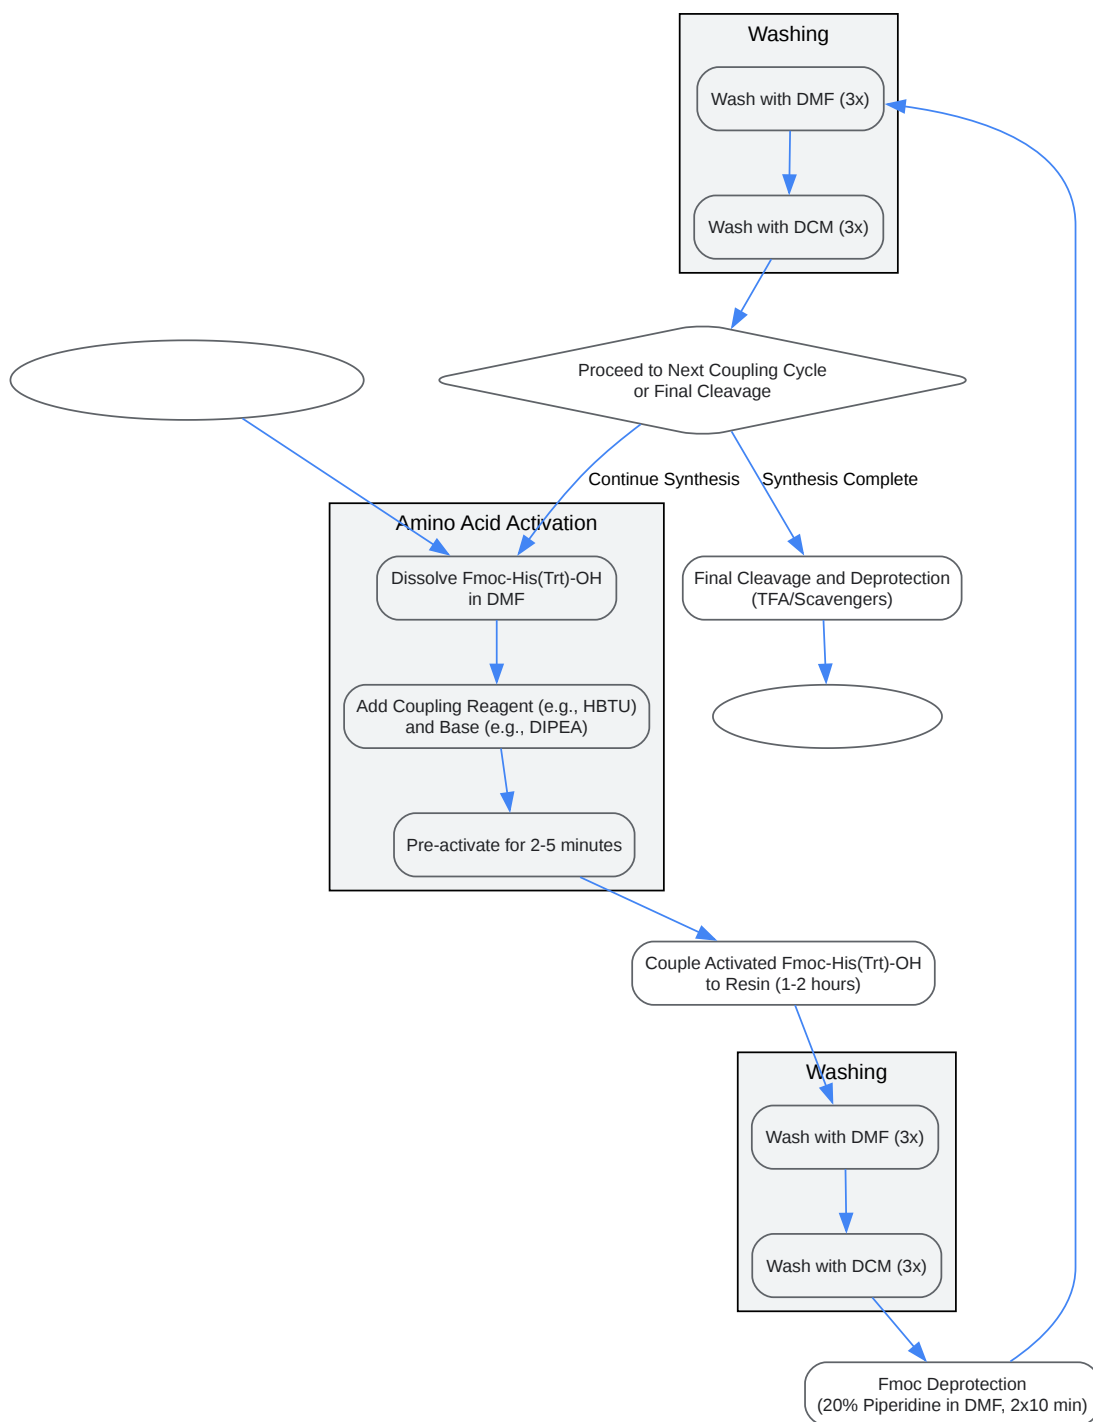 Washing
Wash with DMF (3x)
Wash with DCM (3x)
Proceed to Next Coupling Cycle
or Final Cleavage
Continue Synthesis
Synthesis Complete
Amino Acid Activation
Dissolve Fmoc-His(Trt)-OH
in DMF
Final Cleavage and Deprotection
(TFA/Scavengers)
Add Coupling Reagent (e.g., HBTU)
and Base (e.g., DIPEA)
Pre-activate for 2-5 minutes
Couple Activated Fmoc-His(Trt)-OH
to Resin (1-2 hours)
Washing
Wash with DMF (3x)
Wash with DCM (3x)
Fmoc Deprotection
(20% Piperidine in DMF, 2x10 min)